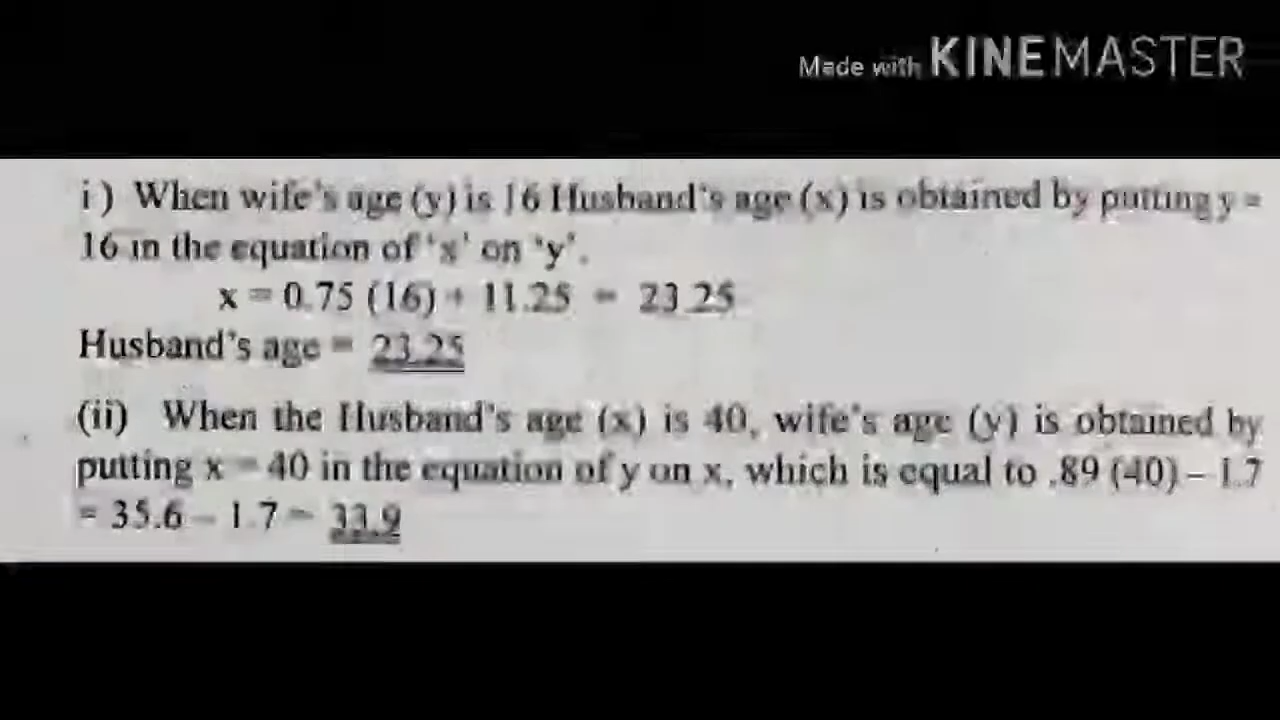 Made with KINEMASTER
i) When wife's age (y) is 16 Husband's age (x) is obtained by putting y =
16 in the equation of 'x' on 'y'.
x = 0.75 (16) + 11.25 = 23.25
Husband's age = 23.25
(ii) When the Husband's age (x) is 40, wife's age (y) is obtained by
putting x = 40 in the equation of y on x, which is equal to .89 (40) – 1.7
= 35.6 – 1.7 = 33.9